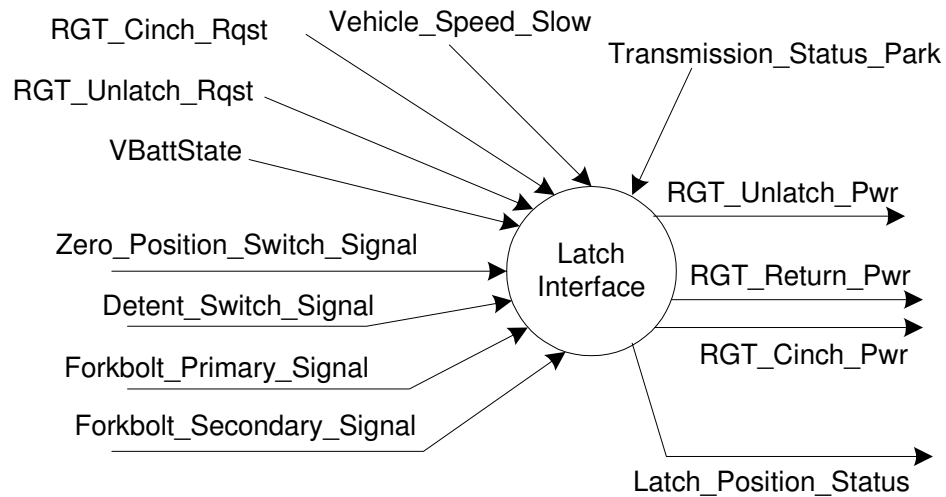 Vehicle_Speed_Slow
RGT_Cinch_Rqst
Transmission_Status_Park
RGT_Unlatch_Rqst
VBattState
RGT_Unlatch_Pwr
Zero_Position_Switch_Signal
Latch
Interface
RGT_Return_Pwr
Detent_Switch_Signal
RGT_Cinch_Pwr
Forkbolt_Primary_Signal
Forkbolt_Secondary_Signal
Latch_Position_Status